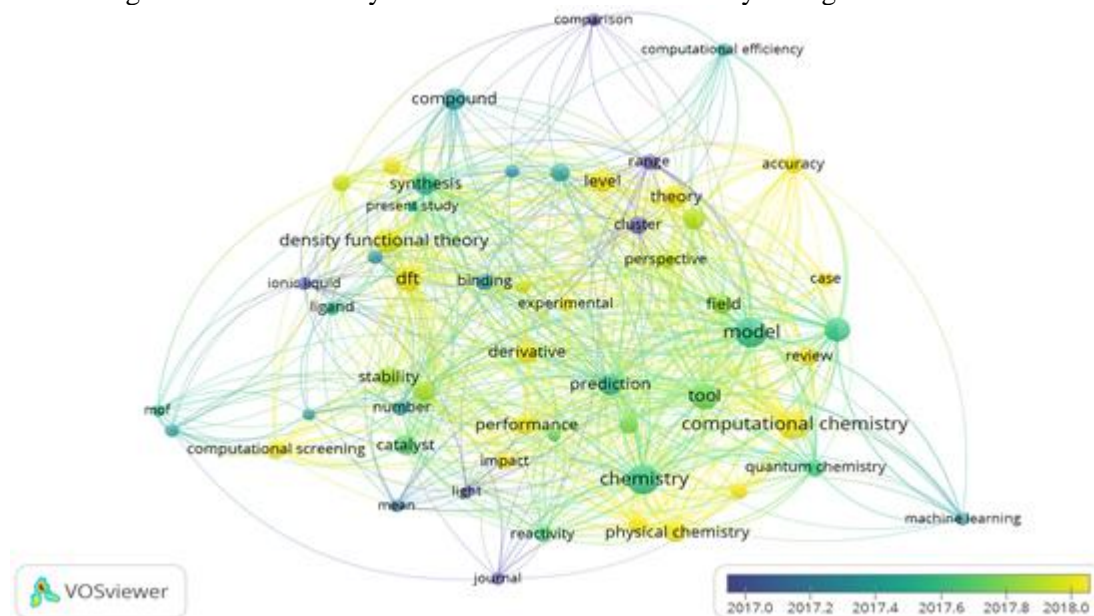 comparison
computational efficiency
compound
range
accuracy
synthesis
level
theory
present study
cluster
density functional theory
perspective
ionic liquid
dft
binding
case
ligand
experimental
field
model
derivative
review
stability
prediction
mof
number
tool
performance
computational chemistry
computational screening
catalyst
impact
quantum chemistry
chemistry
light
mean
machine learning
reactivity
physical chemistry
journal
VOSviewer
2017.0 2017.2 2017.4 2017.6 2017.8 2018.0